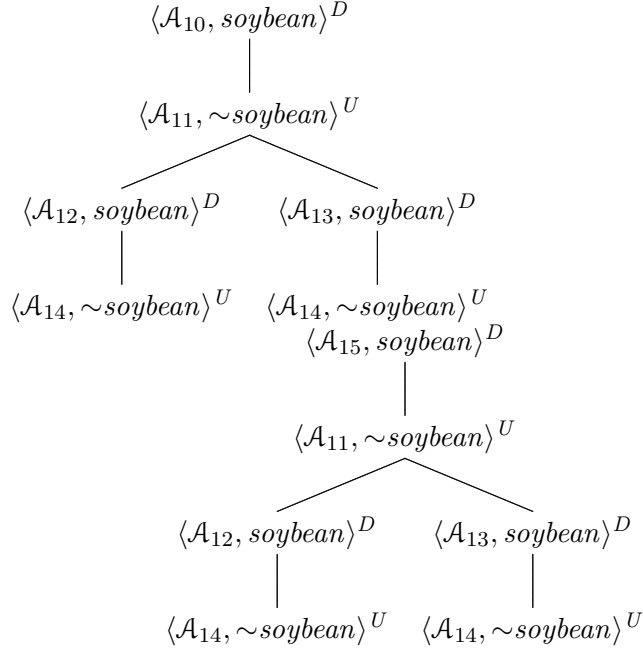 ⟨𝒜₁₀, soybean⟩ᴰ
⟨𝒜₁₁, ∼soybean⟩ᵁ
⟨𝒜₁₂, soybean⟩ᴰ ⟨𝒜₁₃, soybean⟩ᴰ
⟨𝒜₁₄, ∼soybean⟩ᵁ ⟨𝒜₁₄, ∼soybean⟩ᵁ
⟨𝒜₁₅, soybean⟩ᴰ
⟨𝒜₁₁, ∼soybean⟩ᵁ
⟨𝒜₁₂, soybean⟩ᴰ ⟨𝒜₁₃, soybean⟩ᴰ
⟨𝒜₁₄, ∼soybean⟩ᵁ ⟨𝒜₁₄, ∼soybean⟩ᵁ